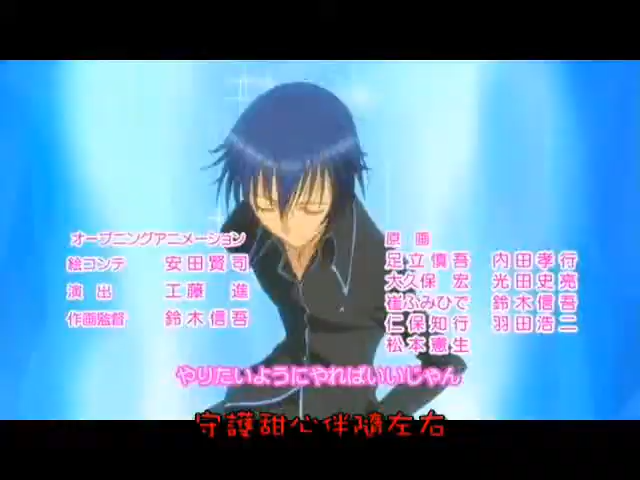 オープニングアニメーション
絵コンテ 安田賢司
演出 工藤進
作画監督 鈴木信吾
原画
足立慎吾 内田孝行
大久保宏 光田史亮
崔ふみひで 鈴木信吾
仁保知行 羽田浩二
松本憲生
やりたいようにやればいいじゃん
守護甜心伴隨左右